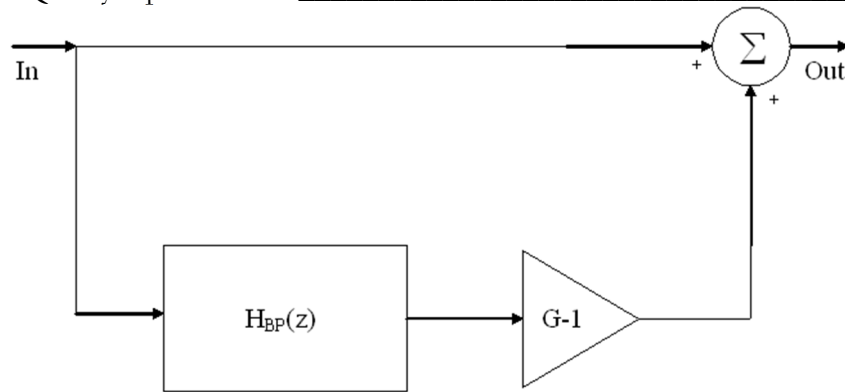 Σ
+
In
Out
+
H_BP(z)
G-1